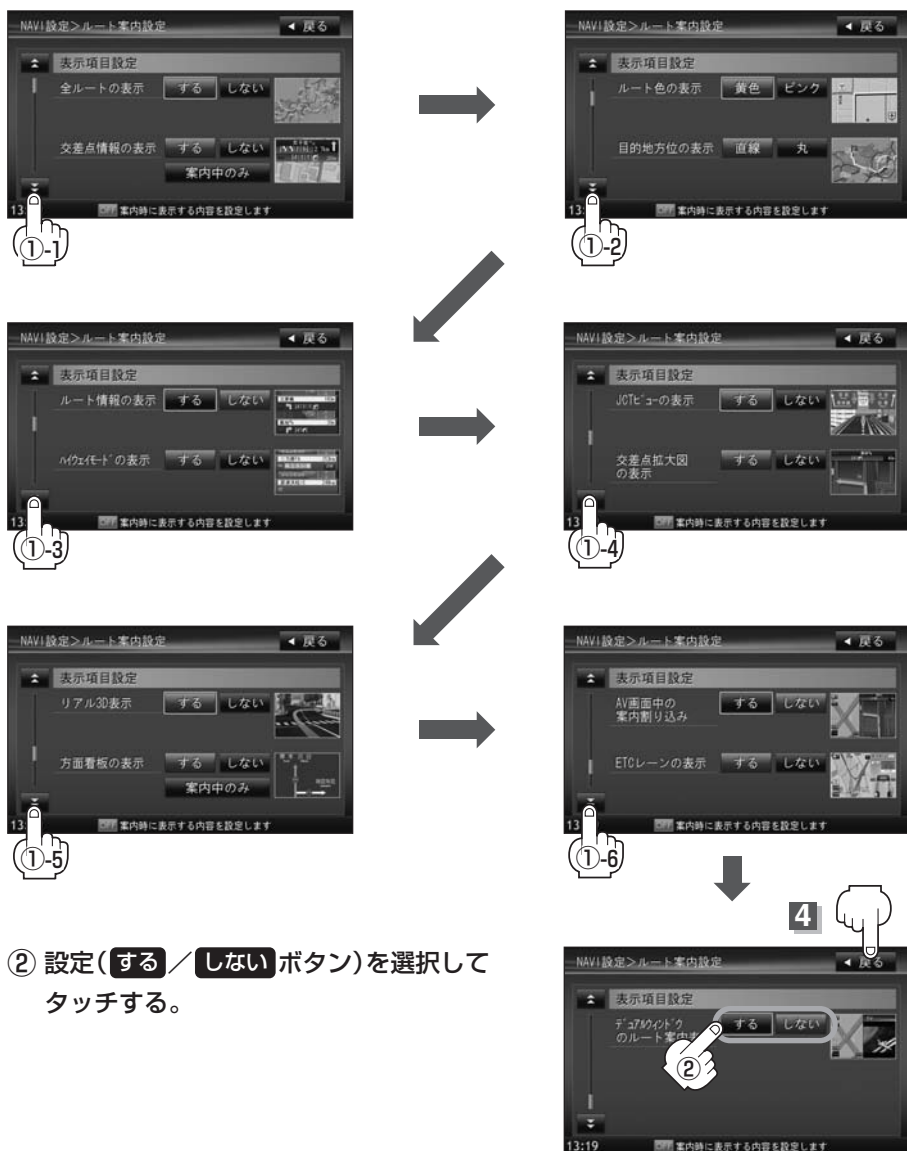 NAVI設定>ルート案内設定
◀ 戻る
表示項目設定
全ルートの表示 する しない
交差点情報の表示 する しない
案内中のみ
案内時に表示する内容を設定します
①-1
NAVI設定>ルート案内設定
◀ 戻る
表示項目設定
ルート色の表示 黄色 ピンク
目的地方位の表示 直線 丸
案内時に表示する内容を設定します
①-2
NAVI設定>ルート案内設定
◀ 戻る
表示項目設定
ルート情報の表示 する しない
ﾊｲｳｪｲﾓｰﾄﾞの表示 する しない
案内時に表示する内容を設定します
①-3
NAVI設定>ルート案内設定
◀ 戻る
表示項目設定
JCTﾋﾞｭｰの表示 する しない
交差点拡大図
の表示
する しない
案内時に表示する内容を設定します
①-4
NAVI設定>ルート案内設定
◀ 戻る
表示項目設定
リアル3D表示 する しない
方面看板の表示 する しない
案内中のみ
案内時に表示する内容を設定します
①-5
NAVI設定>ルート案内設定
◀ 戻る
表示項目設定
AV画面中の
案内割り込み
する しない
ETCレーンの表示 する しない
案内時に表示する内容を設定します
①-6
② 設定(する／しないボタン)を選択して
タッチする。
4
NAVI設定>ルート案内設定
◀ 戻る
表示項目設定
ﾃﾞｭｱﾙｳｨﾝﾄﾞｳ
のルート案内
する しない
②
13:19
案内時に表示する内容を設定します